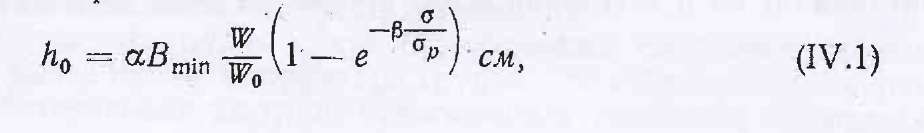 h₀ = αB_min W/W₀ (1 − e^(−β σ/σ_p)) см, (IV.1)